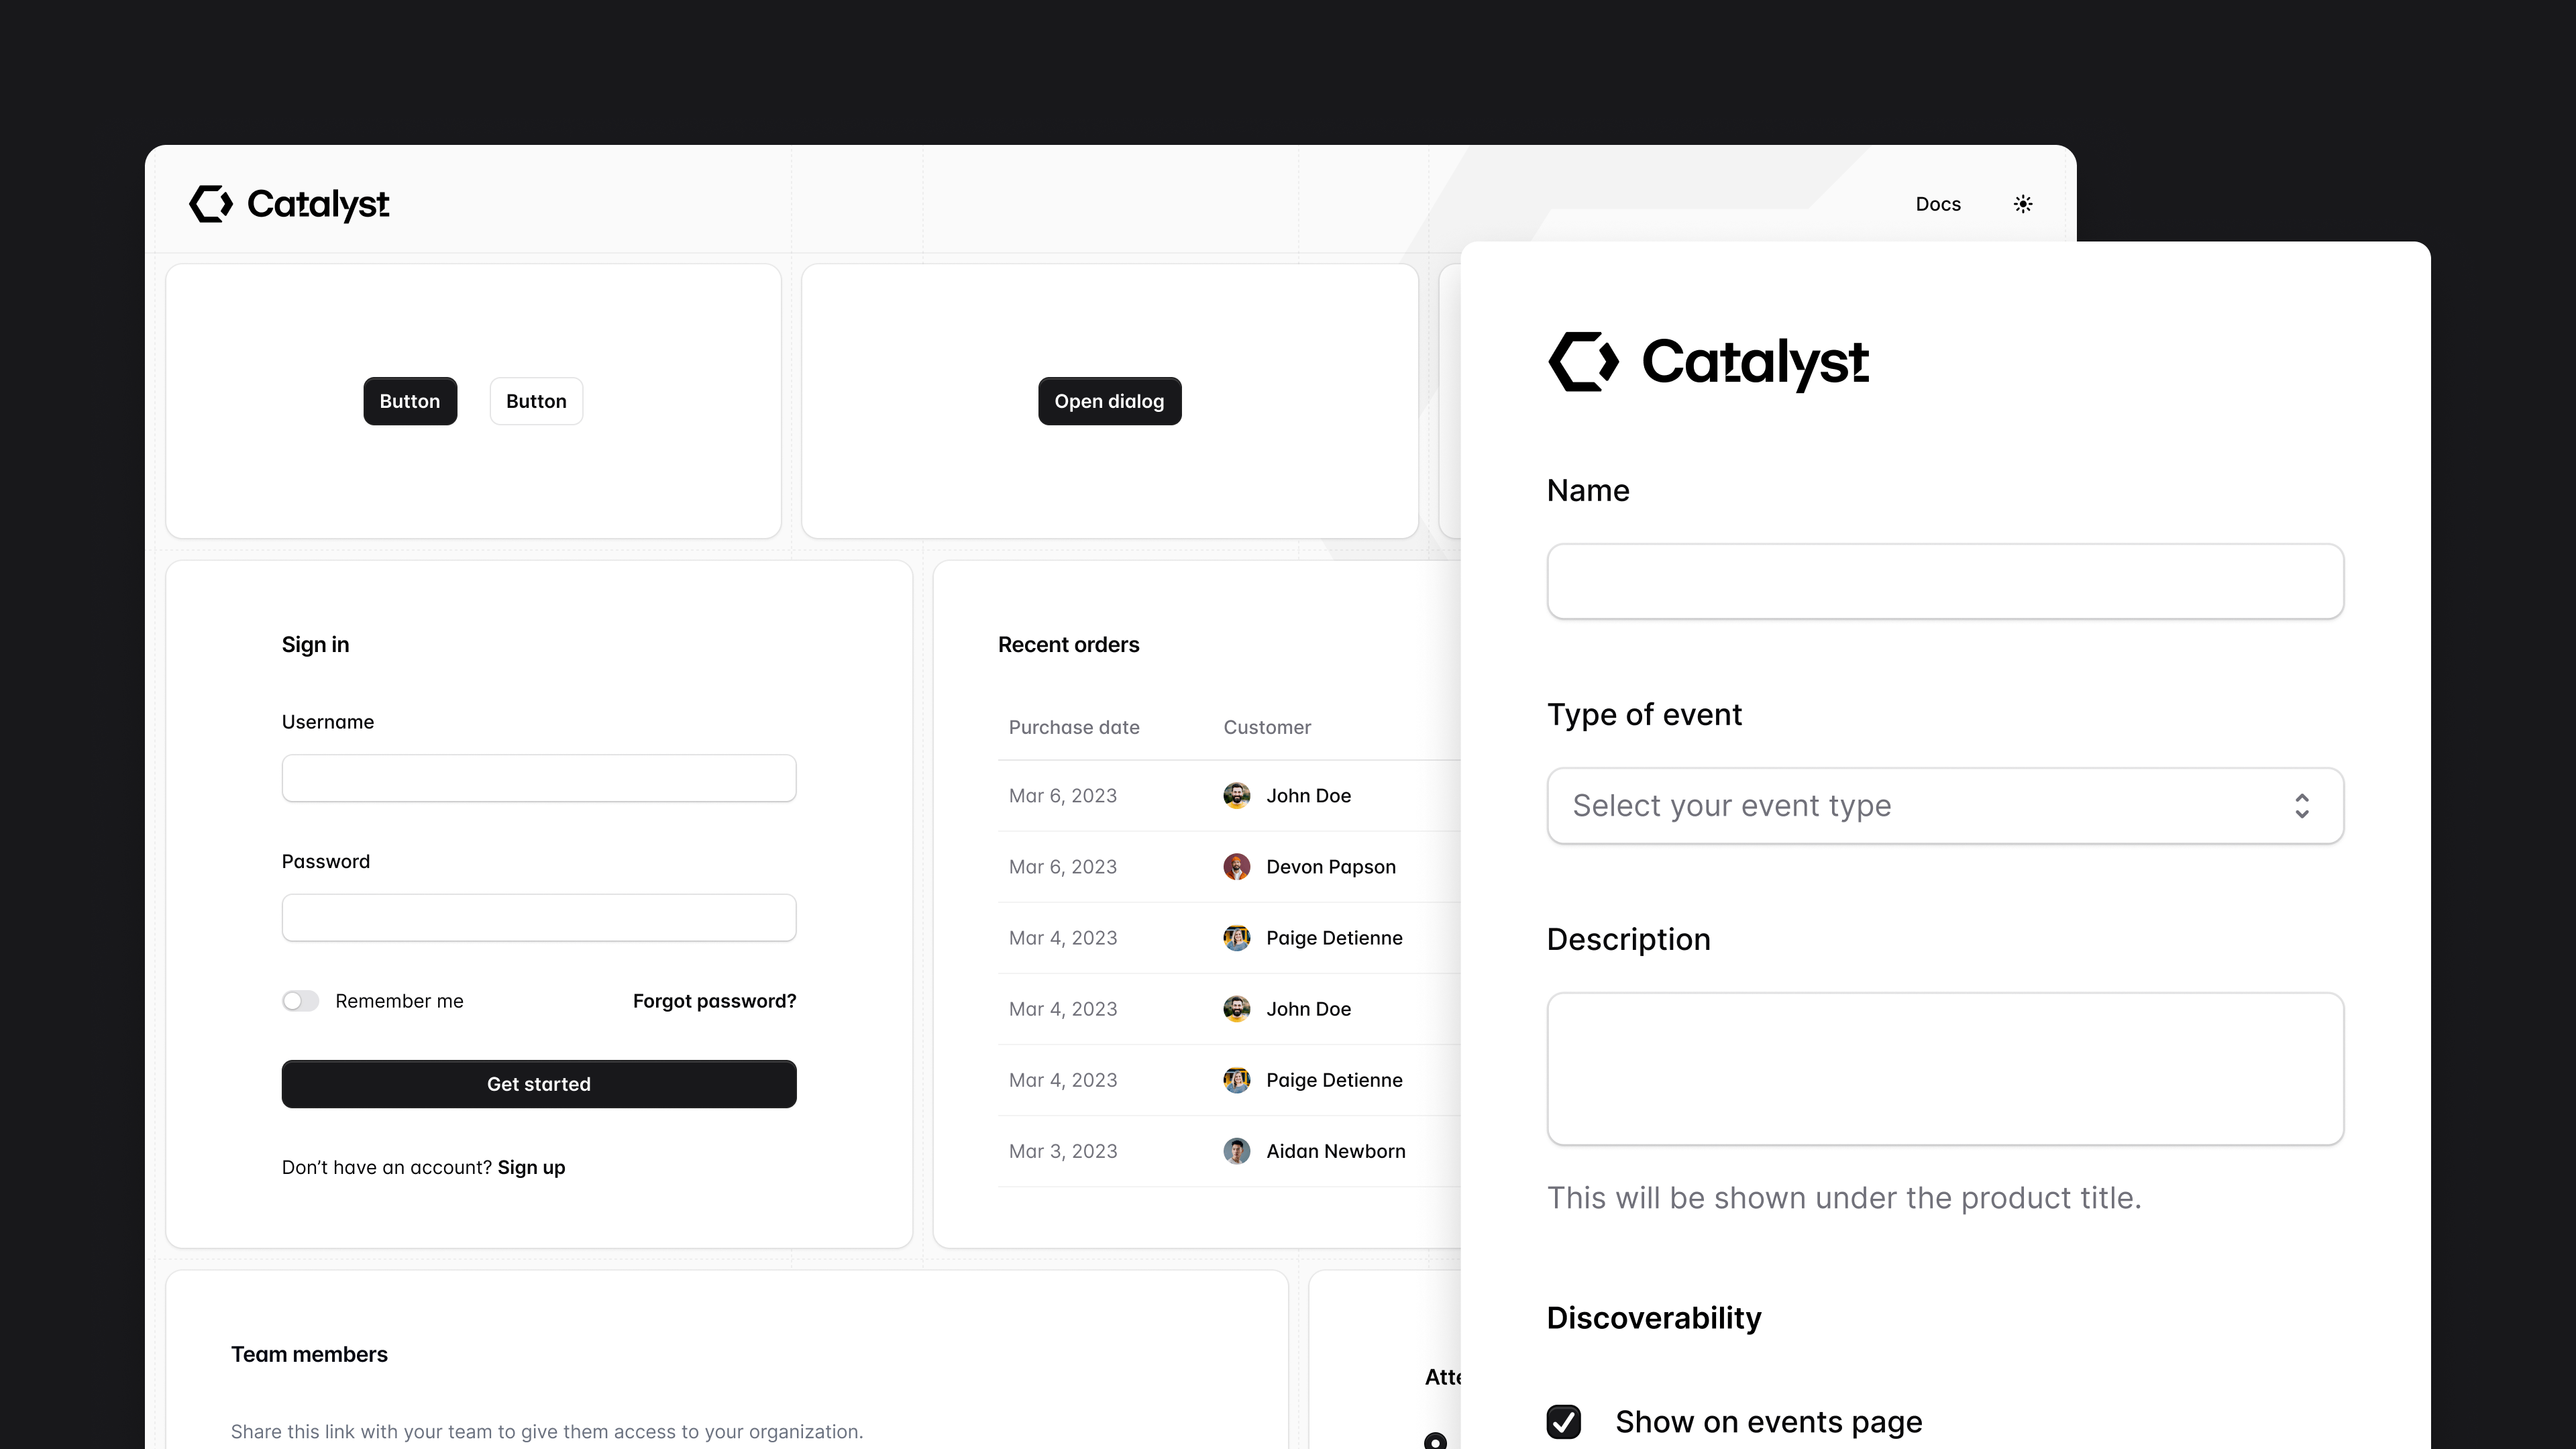 Catalyst
Docs
Button
Button
Open dialog
Sign in
Username
Password
Remember me
Forgot password?
Get started
Don’t have an account? Sign up
Recent orders
Purchase date Customer
Mar 6, 2023 John Doe
Mar 6, 2023 Devon Papson
Mar 4, 2023 Paige Detienne
Mar 4, 2023 John Doe
Mar 4, 2023 Paige Detienne
Mar 3, 2023 Aidan Newborn
Team members
Share this link with your team to give them access to your organization.
Catalyst
Name
Type of event
Select your event type
Description
This will be shown under the product title.
Discoverability
Show on events page